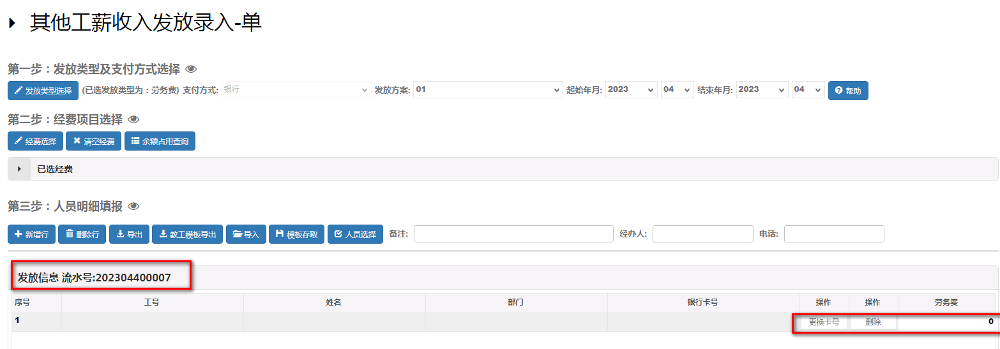 其他工薪收入发放录入-单
第一步：发放类型及支付方式选择
发放类型选择 (已选发放类型为：劳务费) 支付方式: 银行 发放方案: 01 起始年月: 2023 04 结束年月: 2023 04 帮助
第二步：经费项目选择
经费选择 清空经费 余额占用查询
已选经费
第三步：人员明细填报
新增行 删除行 导出 教工模板导出 导入 模板存取 人员选择 备注: 经办人: 电话:
发放信息 流水号:202304400007
序号 工号 姓名 部门 银行卡号 操作 操作 劳务费
1 更换卡号 删除 0